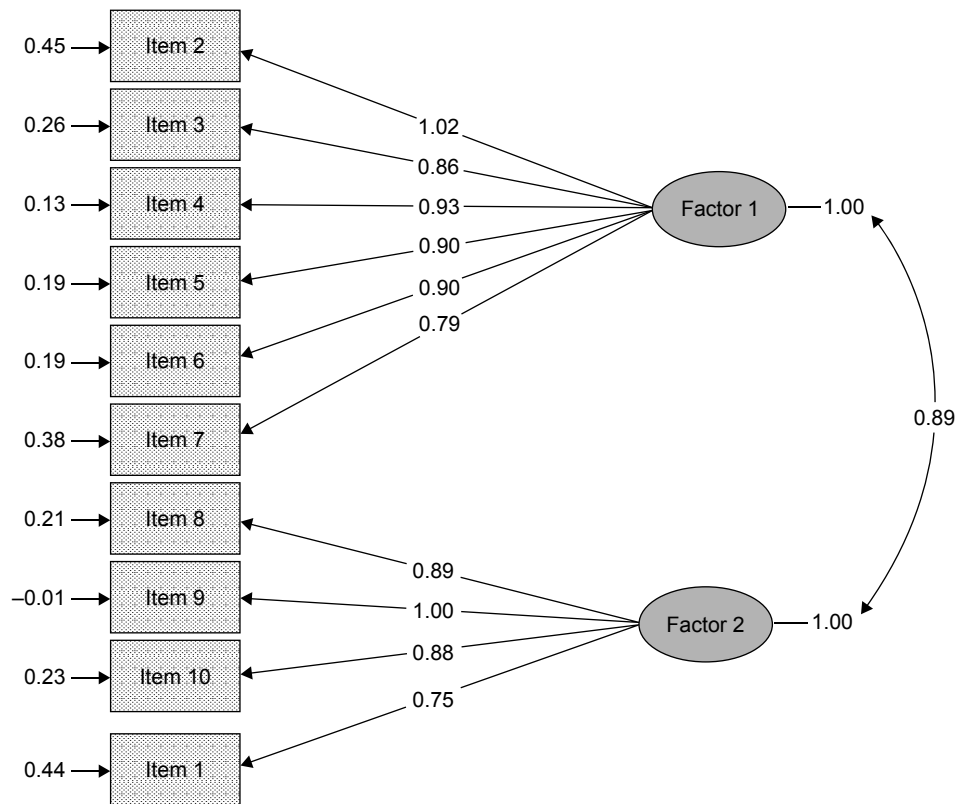 0.45 Item 2
0.26 Item 3
1.02
0.86
0.13 Item 4 0.93 Factor 1 1.00
0.90
0.19 Item 5
0.90
0.79
0.19 Item 6
0.89
0.38 Item 7
0.21 Item 8
0.89
–0.01 Item 9 1.00 Factor 2 1.00
0.88
0.23 Item 10
0.75
0.44 Item 1